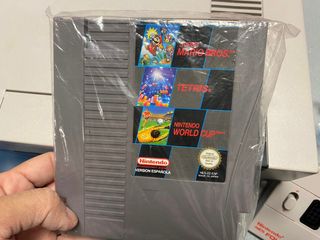 SUPER
MARIO BROS.
TETRIS
NINTENDO
WORLD CUP
Nintendo
VERSION ESPAÑOLA